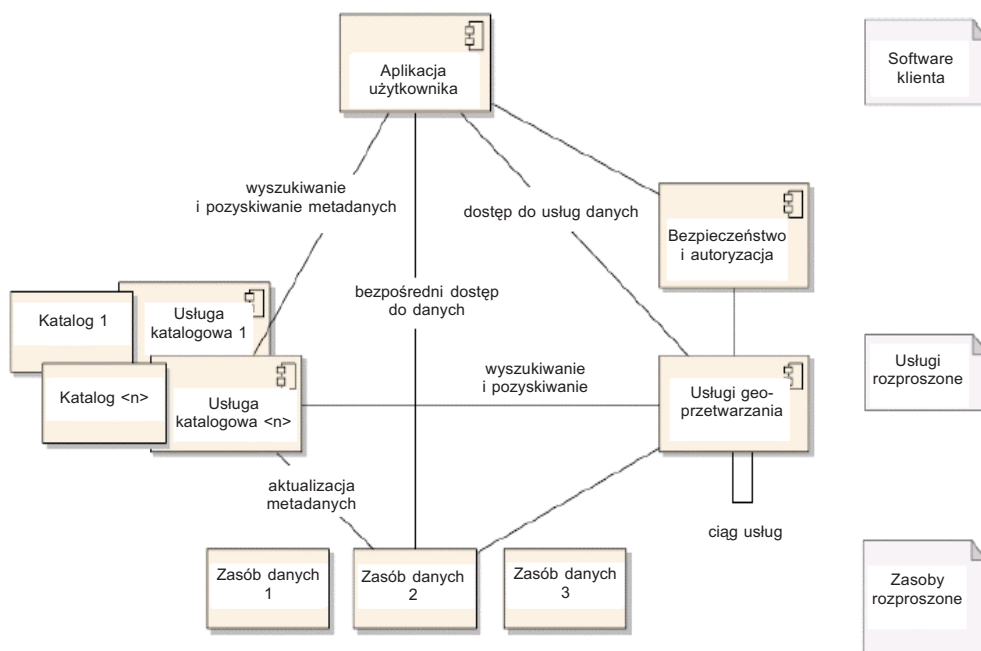 Aplikacja
użytkownika
Software
klienta
wyszukiwanie
i pozyskiwanie metadanych
dostęp do usług danych
Bezpieczeństwo
i autoryzacja
bezpośredni dostęp
do danych
Katalog 1
Usługa
katalogowa 1
Katalog <n>
Usługa
katalogowa <n>
wyszukiwanie
i pozyskiwanie
Usługi geo-
przetwarzania
Usługi
rozproszone
aktualizacja
metadanych
ciąg usług
Zasób danych
1
Zasób danych
2
Zasób danych
3
Zasoby
rozproszone